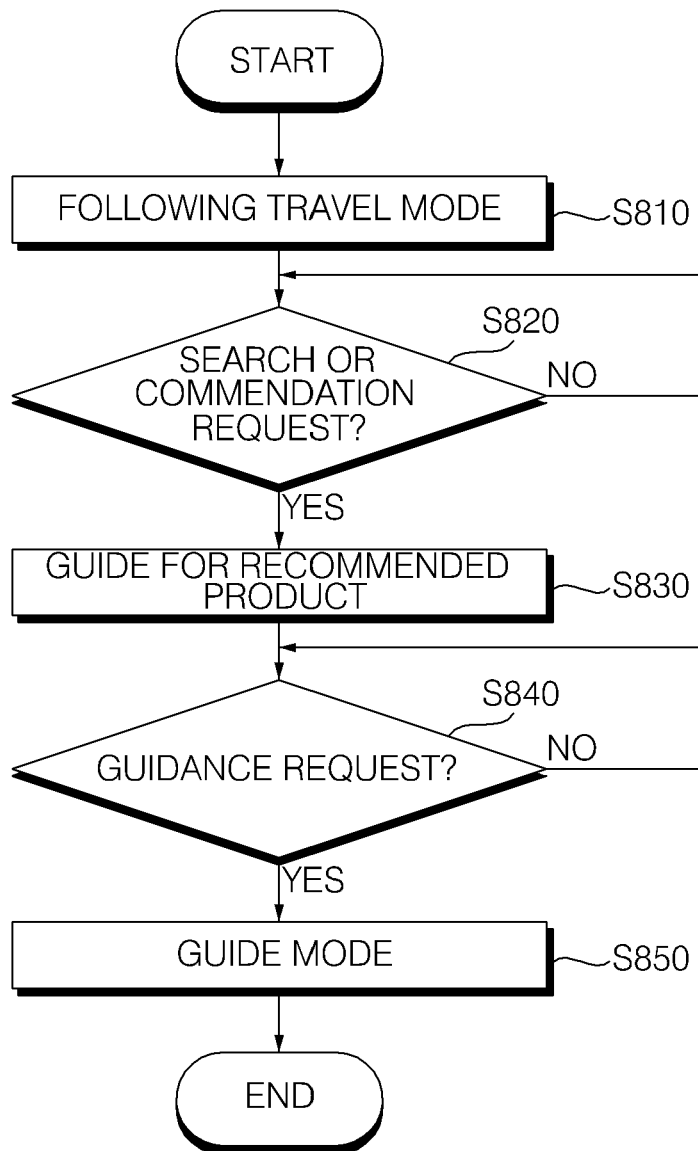 START
FOLLOWING TRAVEL MODE
S810
S820
SEARCH OR
COMMENDATION
REQUEST?
NO
YES
GUIDE FOR RECOMMENDED
PRODUCT
S830
S840
GUIDANCE REQUEST?
NO
YES
GUIDE MODE
S850
END